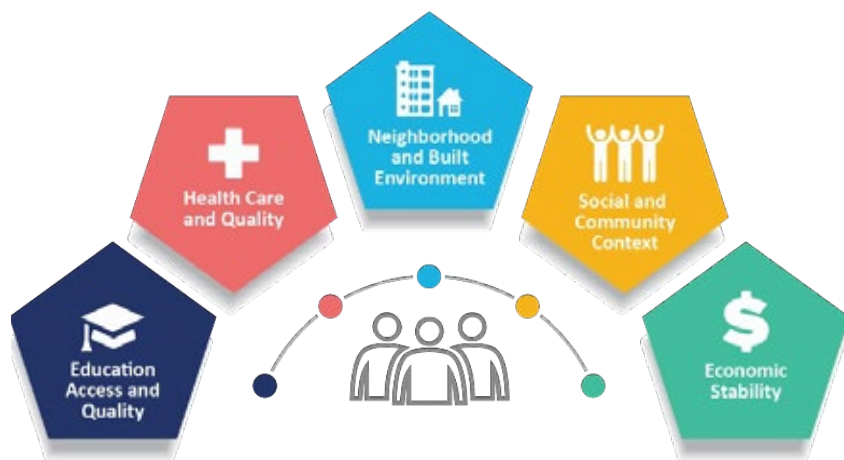 Neighborhood
and Built
Environment
Health Care
and Quality
Social and
Community
Context
Education
Access and
Quality
$
Economic
Stability